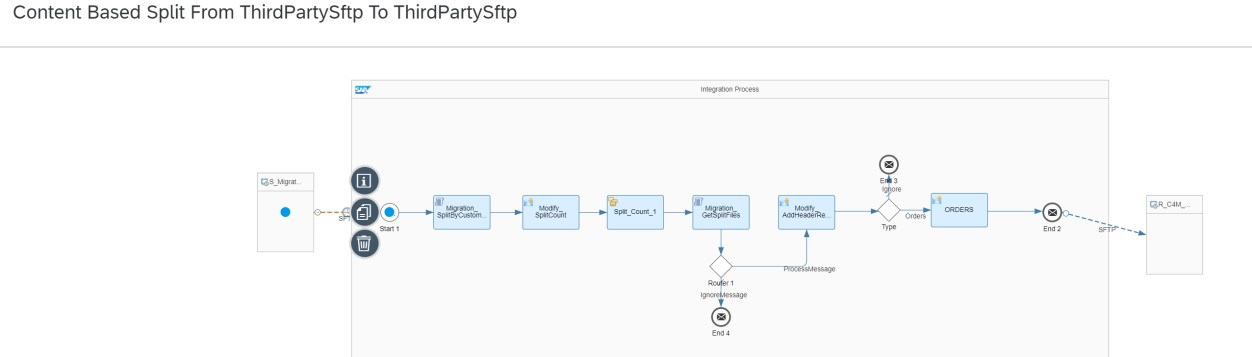 Content Based Split From ThirdPartySftp To ThirdPartySftp
SAP
Integration Process
S_Migrat...
Start 1
Migration_
SplitByCustom...
Modify_
SplitCount
Split_Count_1
Migration_
GetSplitFiles
Modify_
AddHeaderRe...
End 3
Ignore
Type
Orders
ORDERS
End 2
SFTP
R_C4M_...
Router 1
ProcessMessage
IgnoreMessage
End 4